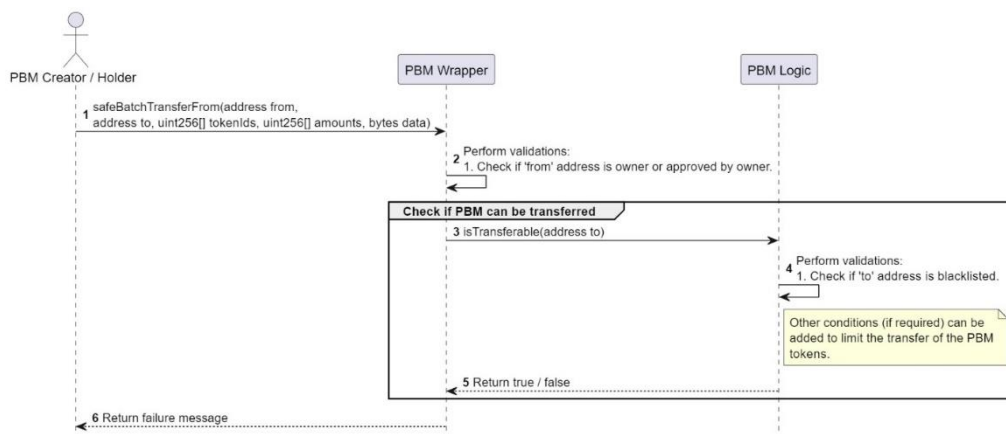 PBM Creator / Holder
PBM Wrapper
PBM Logic
1 safeBatchTransferFrom(address from,
address to, uint256[] tokenIds, uint256[] amounts, bytes data)
2 Perform validations:
1. Check if 'from' address is owner or approved by owner.
Check if PBM can be transferred
3 isTransferable(address to)
4 Perform validations:
1. Check if 'to' address is blacklisted.
Other conditions (if required) can be
added to limit the transfer of the PBM
tokens.
5 Return true / false
6 Return failure message